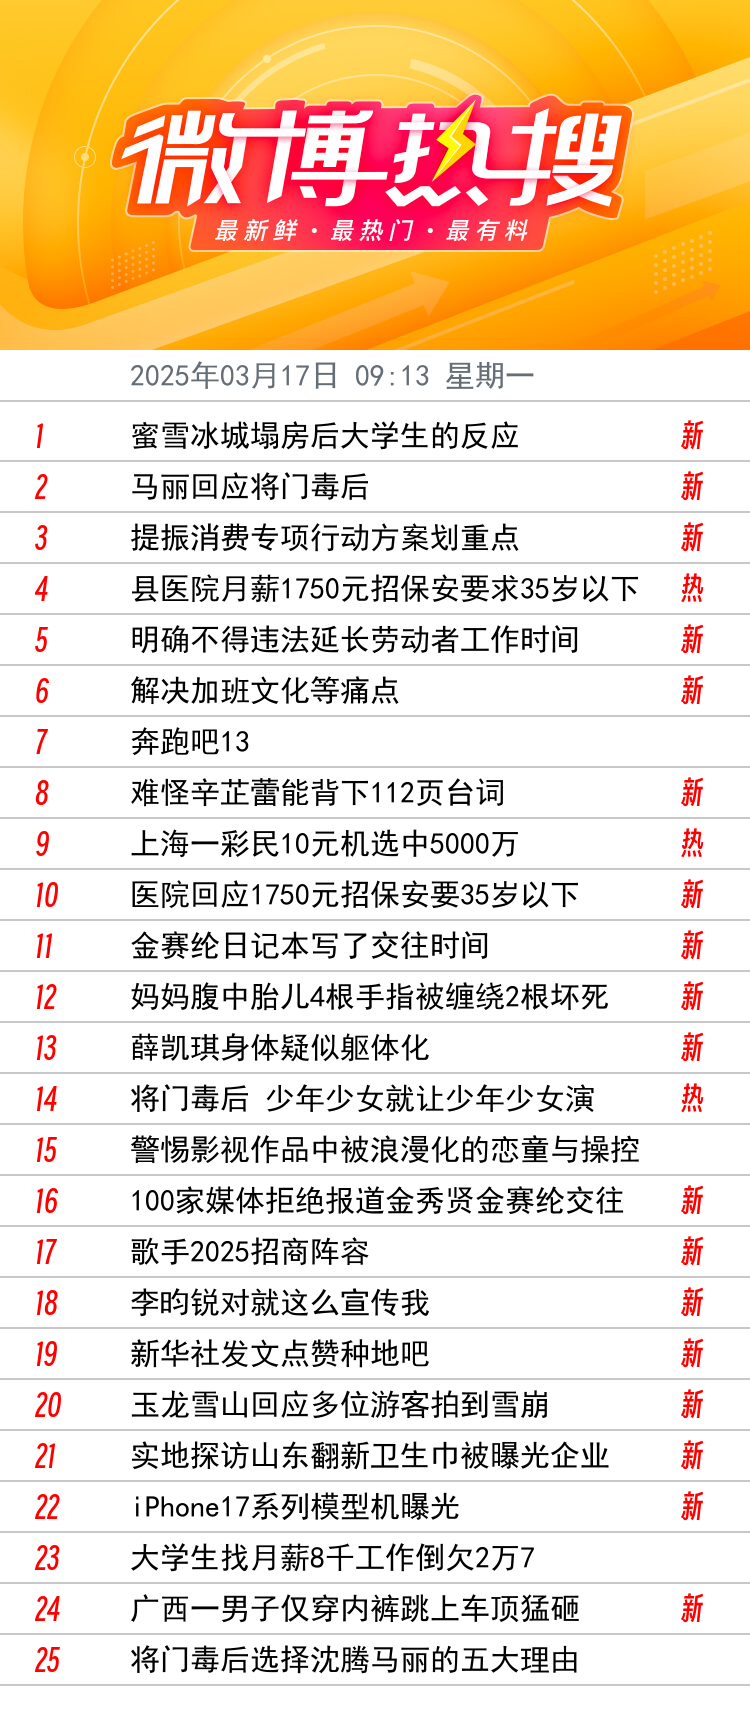 微博热搜
最新鲜·最热门·最有料
2025年03月17日 09:13 星期一
1 蜜雪冰城塌房后大学生的反应 新
2 马丽回应将门毒后 新
3 提振消费专项行动方案划重点 新
4 县医院月薪1750元招保安要求35岁以下 热
5 明确不得违法延长劳动者工作时间 新
6 解决加班文化等痛点 新
7 奔跑吧13
8 难怪辛芷蕾能背下112页台词 新
9 上海一彩民10元机选中5000万 热
10 医院回应1750元招保安要35岁以下 新
11 金赛纶日记本写了交往时间 新
12 妈妈腹中胎儿4根手指被缠绕2根坏死 新
13 薛凯琪身体疑似躯体化 新
14 将门毒后 少年少女就让少年少女演 热
15 警惕影视作品中被浪漫化的恋童与操控
16 100家媒体拒绝报道金秀贤金赛纶交往 新
17 歌手2025招商阵容 新
18 李昀锐对就这么宣传我 新
19 新华社发文点赞种地吧 新
20 玉龙雪山回应多位游客拍到雪崩 新
21 实地探访山东翻新卫生巾被曝光企业 新
22 iPhone17系列模型机曝光 新
23 大学生找月薪8千工作倒欠2万7
24 广西一男子仅穿内裤跳上车顶猛砸 新
25 将门毒后选择沈腾马丽的五大理由